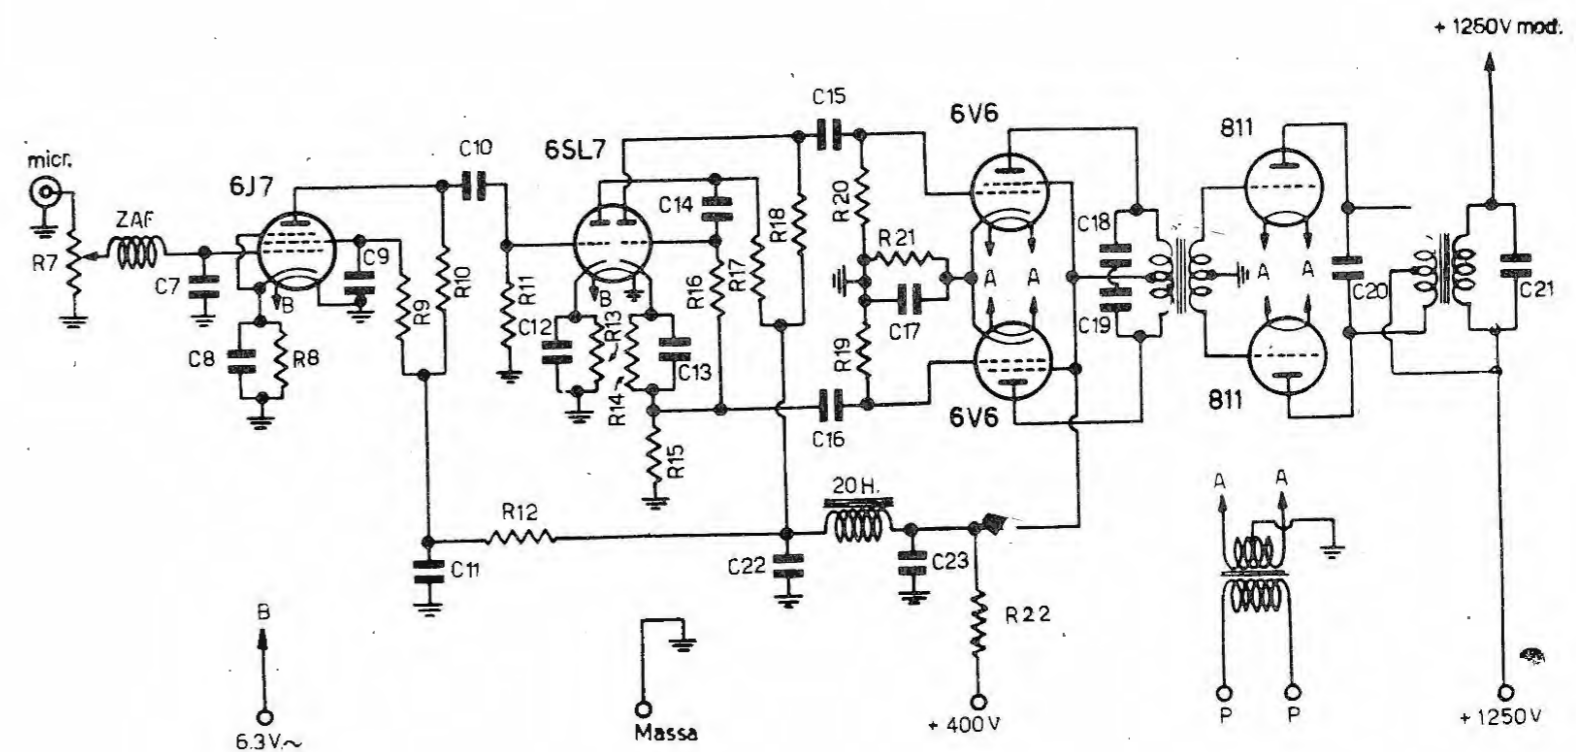 + 1250V mod.
micr.
6J7
C10
6SL7
C15
6V6
811
ZAF
R7
C7
B
C9
R9
R10
C8
R8
R11
C12
B
R13
R14
C13
C14
R16
R17
R18
R15
R20
R21
C17
R19
C16
A
A
A
A
6V6
C18
C19
A
A
811
C20
C21
R12
C11
C22
20H.
C23
R22
A
A
B
6.3V.~
Massa
+ 400V
P
P
+ 1250V